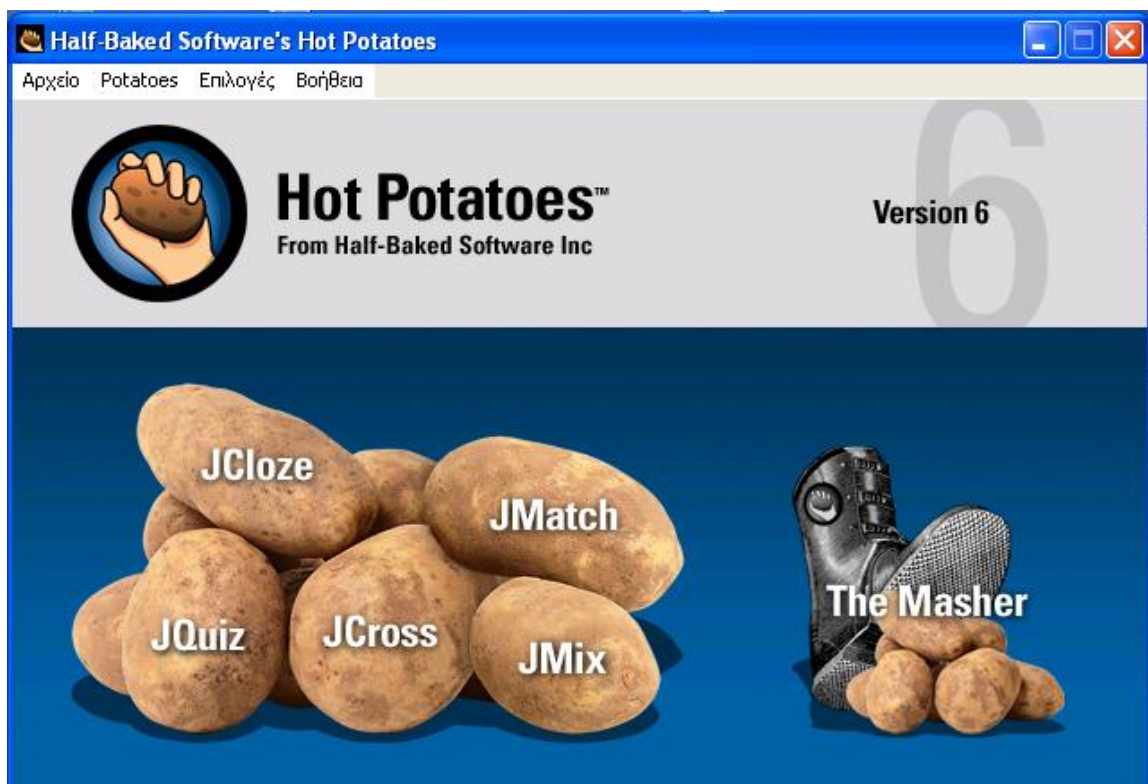 Half-Baked Software's Hot Potatoes
Αρχείο Potatoes Επιλογές Βοήθεια
Hot Potatoes™
From Half-Baked Software Inc
Version 6
6
JCloze
JMatch
JQuiz
JCross
JMix
The Masher